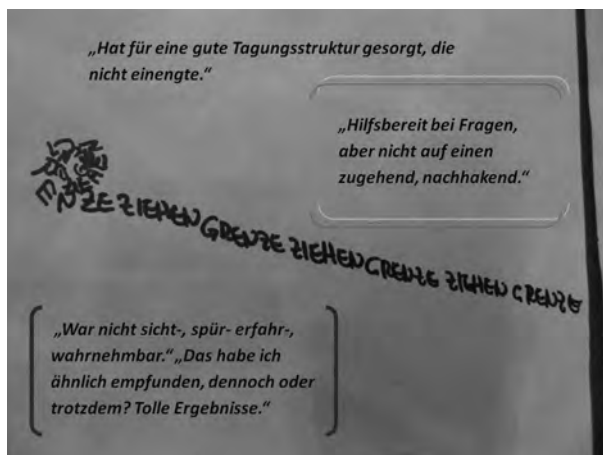 „Hat für eine gute Tagungsstruktur gesorgt, die
nicht einengte.“
„Hilfsbereit bei Fragen,
aber nicht auf einen
zugehend, nachhakend.“
ENZE ZIEHEN GRENZE ZIEHEN GRENZE ZIEHEN GRENZE
„War nicht sicht-, spür- erfahr-,
wahrnehmbar.“ „Das habe ich
ähnlich empfunden, dennoch oder
trotzdem? Tolle Ergebnisse.“